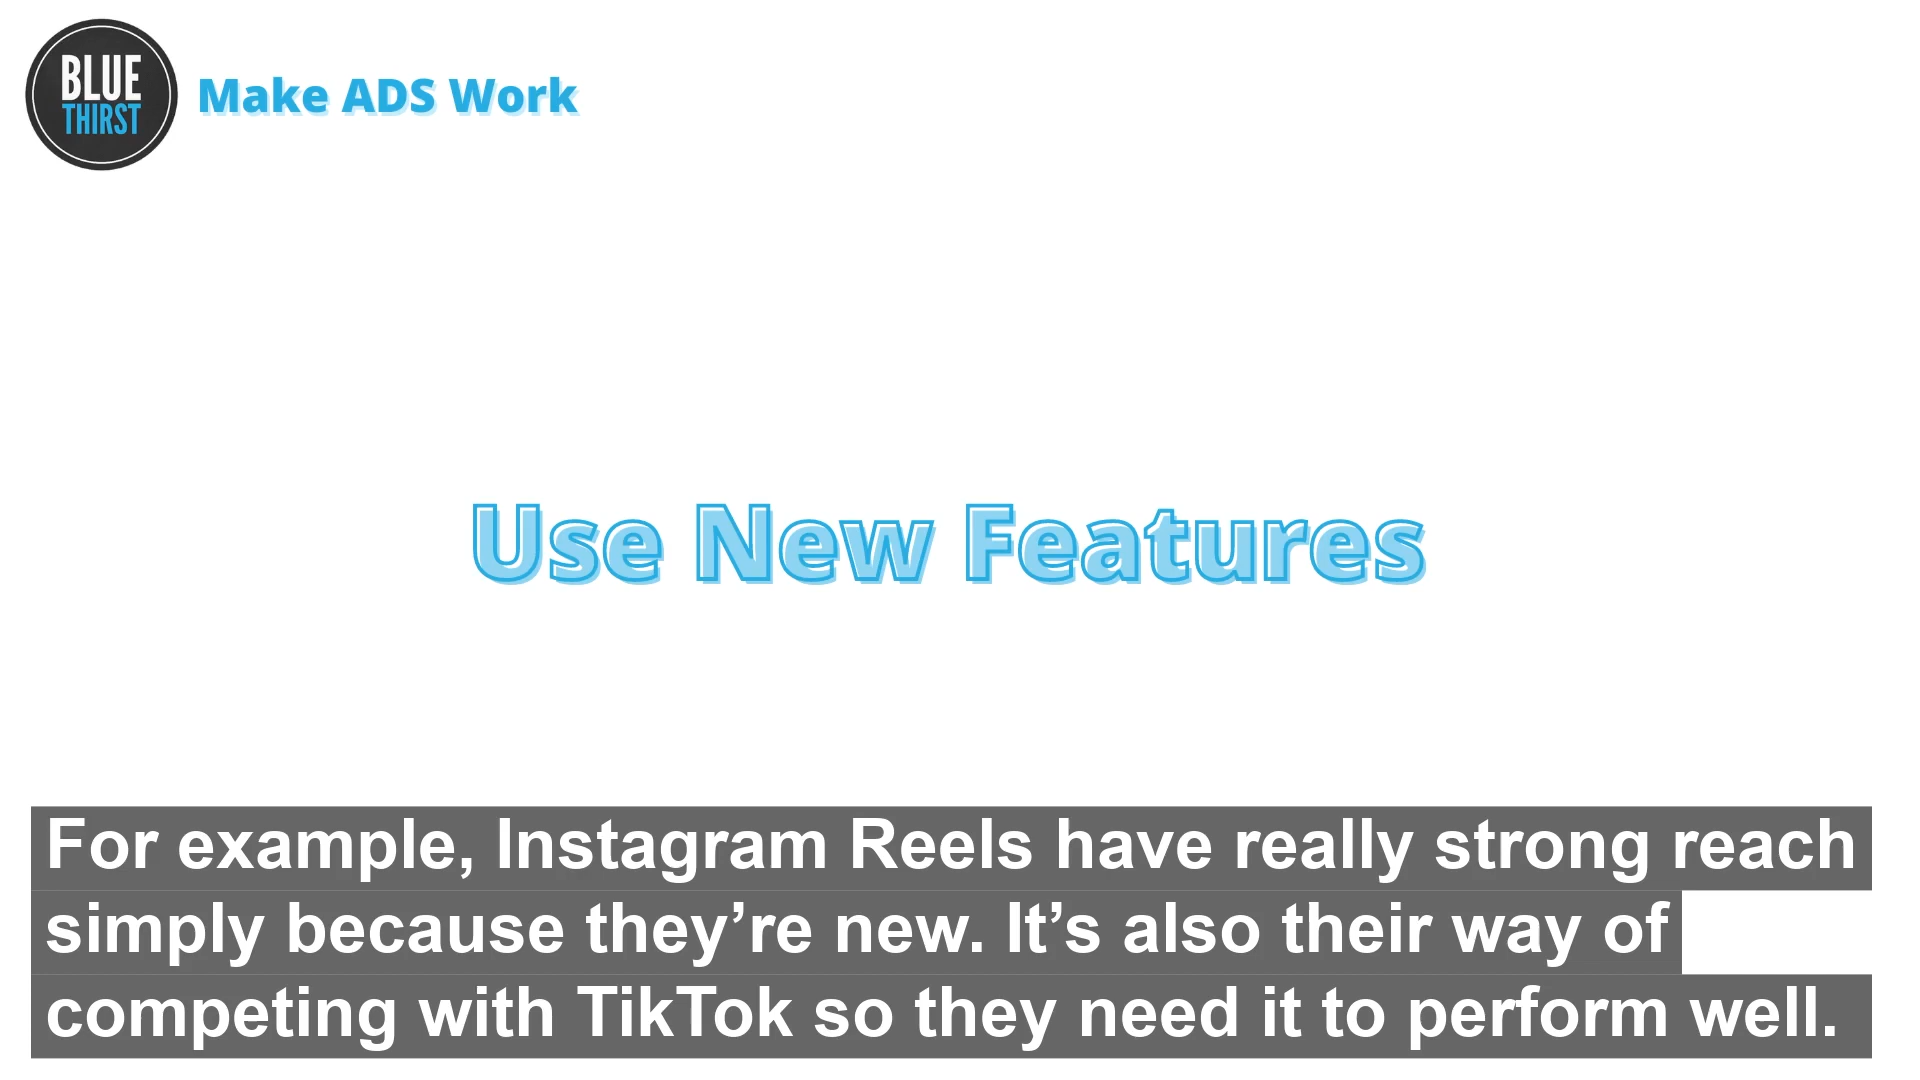 BLUE
THIRST
Make ADS Work
Use New Features
For example, Instagram Reels have really strong reach
simply because they’re new. It’s also their way of
competing with TikTok so they need it to perform well.